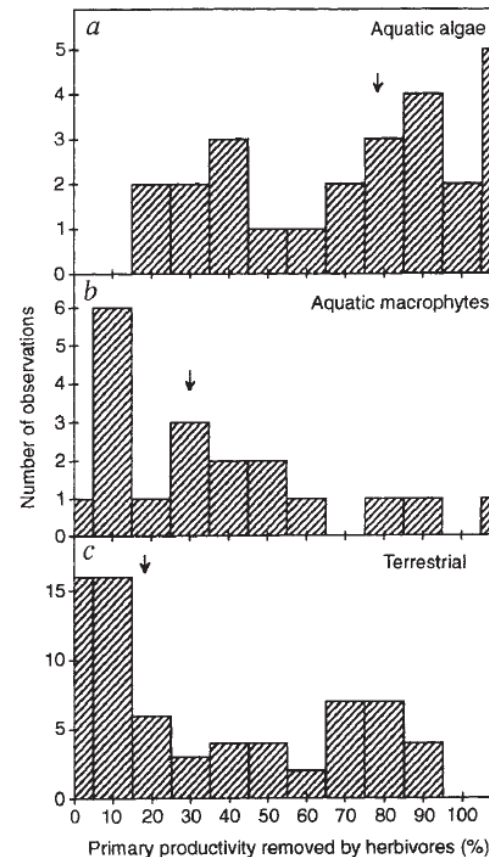 a
Aquatic algae
5
4
3
2
1
0
b
Aquatic macrophytes
6
5
4
3
2
1
0
c
Terrestrial
15
10
5
0
Number of observations
0 10 20 30 40 50 60 70 80 90 100
Primary productivity removed by herbivores (%)